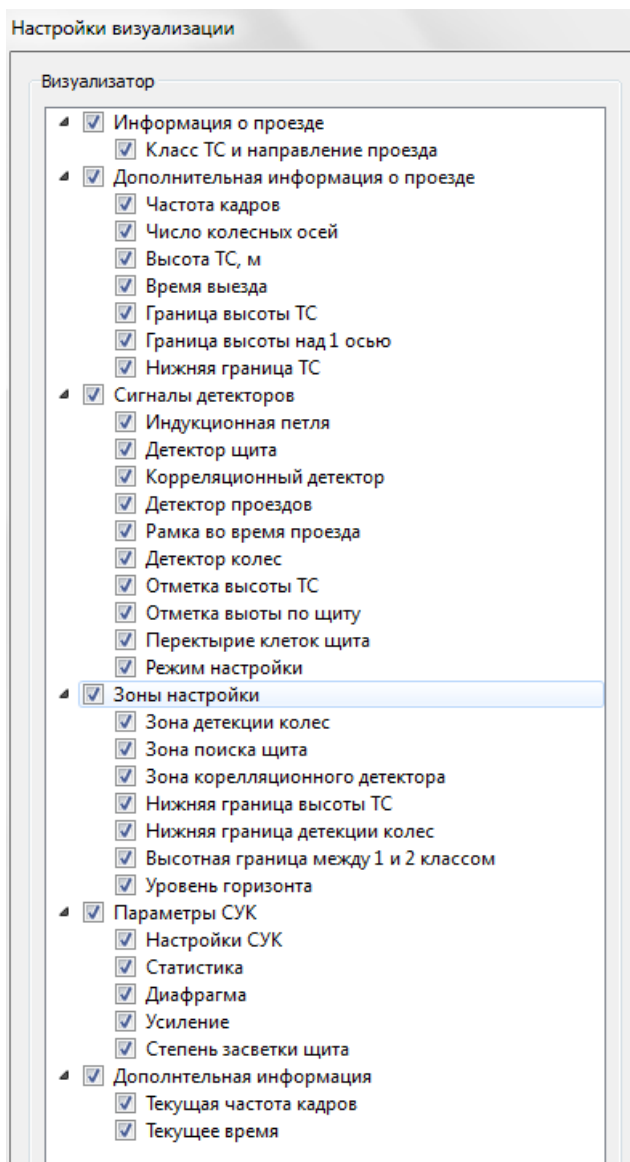 Настройки визуализации
Визуализатор
Информация о проезде
Класс ТС и направление проезда
Дополнительная информация о проезде
Частота кадров
Число колесных осей
Высота ТС, м
Время выезда
Граница высоты ТС
Граница высоты над 1 осью
Нижняя граница ТС
Сигналы детекторов
Индукционная петля
Детектор щита
Корреляционный детектор
Детектор проездов
Рамка во время проезда
Детектор колес
Отметка высоты ТС
Отметка выоты по щиту
Перектырие клеток щита
Режим настройки
Зоны настройки
Зона детекции колес
Зона поиска щита
Зона корелляционного детектора
Нижняя граница высоты ТС
Нижняя граница детекции колес
Высотная граница между 1 и 2 классом
Уровень горизонта
Параметры СУК
Настройки СУК
Статистика
Диафрагма
Усиление
Степень засветки щита
Дополнтельная информация
Текущая частота кадров
Текущее время